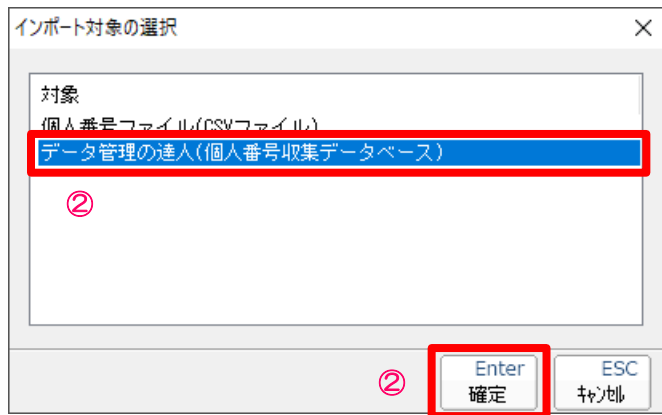 インポート対象の選択
対象
個人番号ファイル(CSVファイル)
データ管理の達人(個人番号収集データベース)
②
②
Enter
確定
ESC
ｷｬﾝｾﾙ